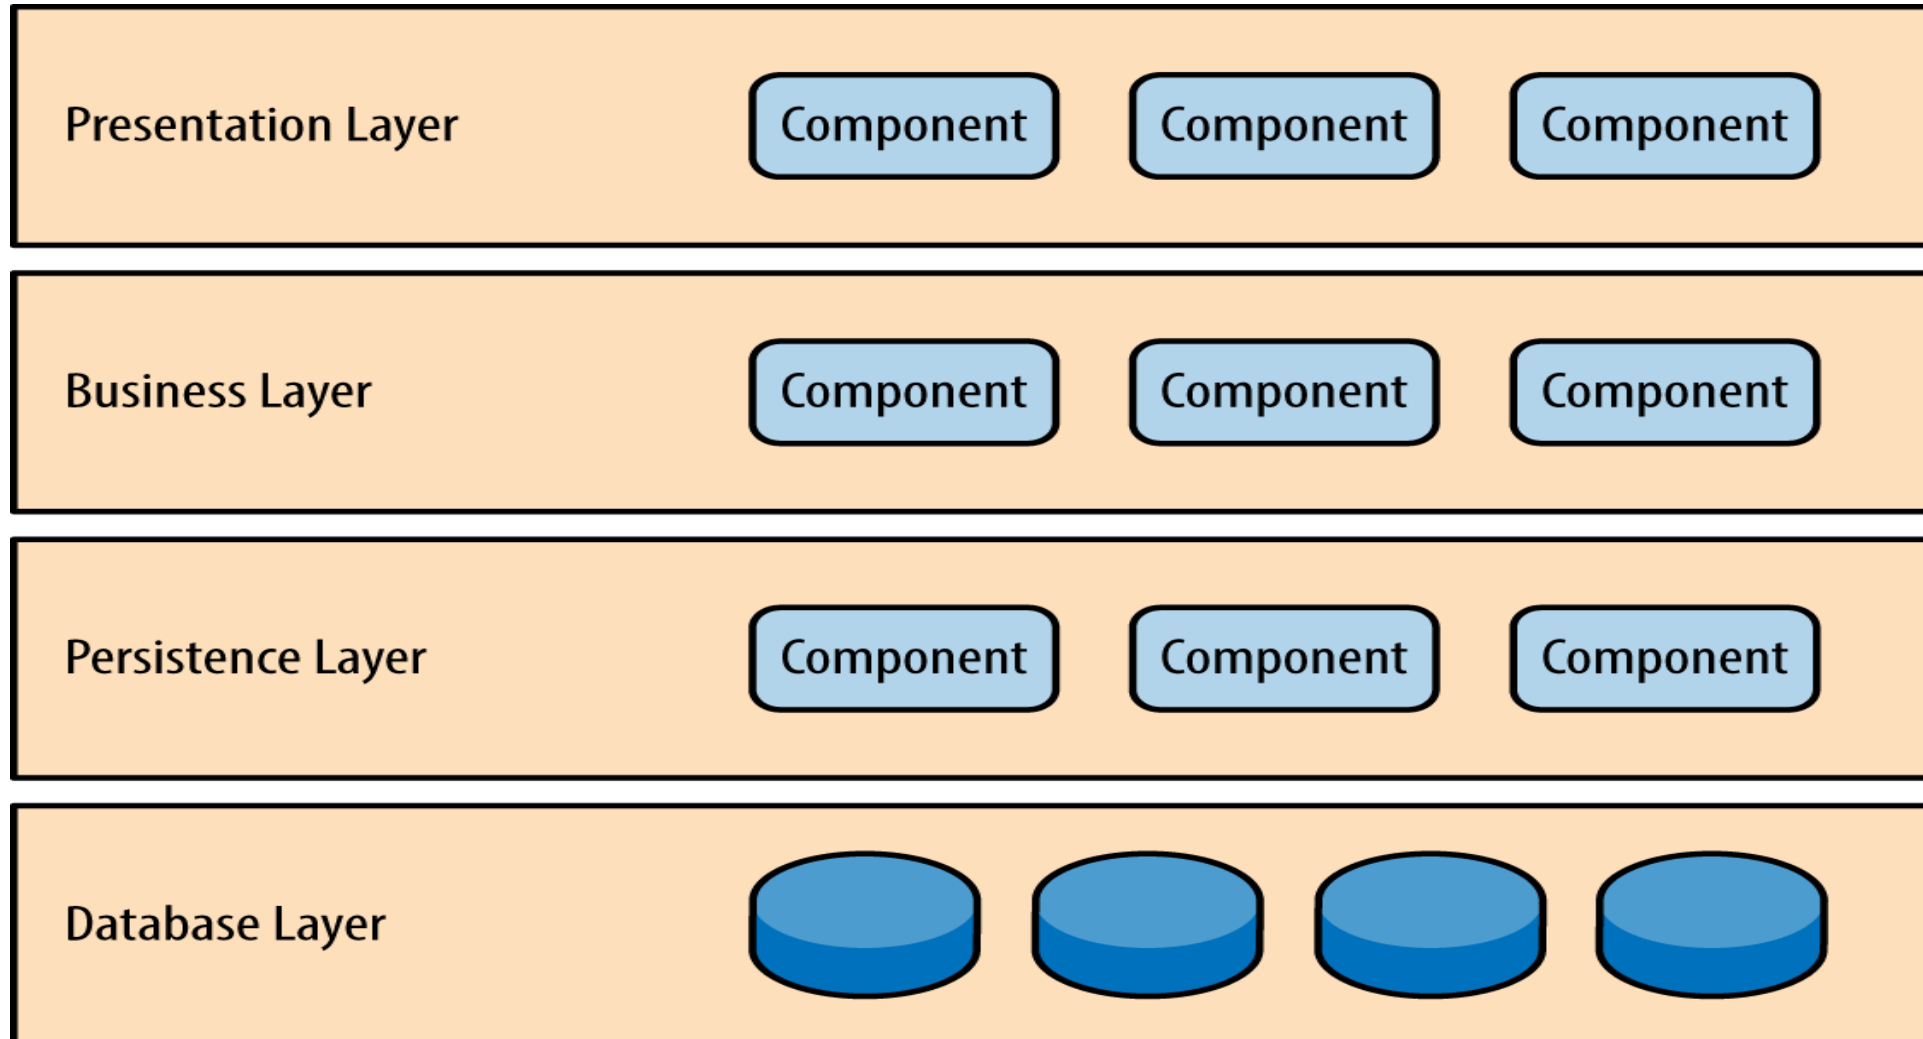 Presentation Layer Component Component Component
Business Layer Component Component Component
Persistence Layer Component Component Component
Database Layer